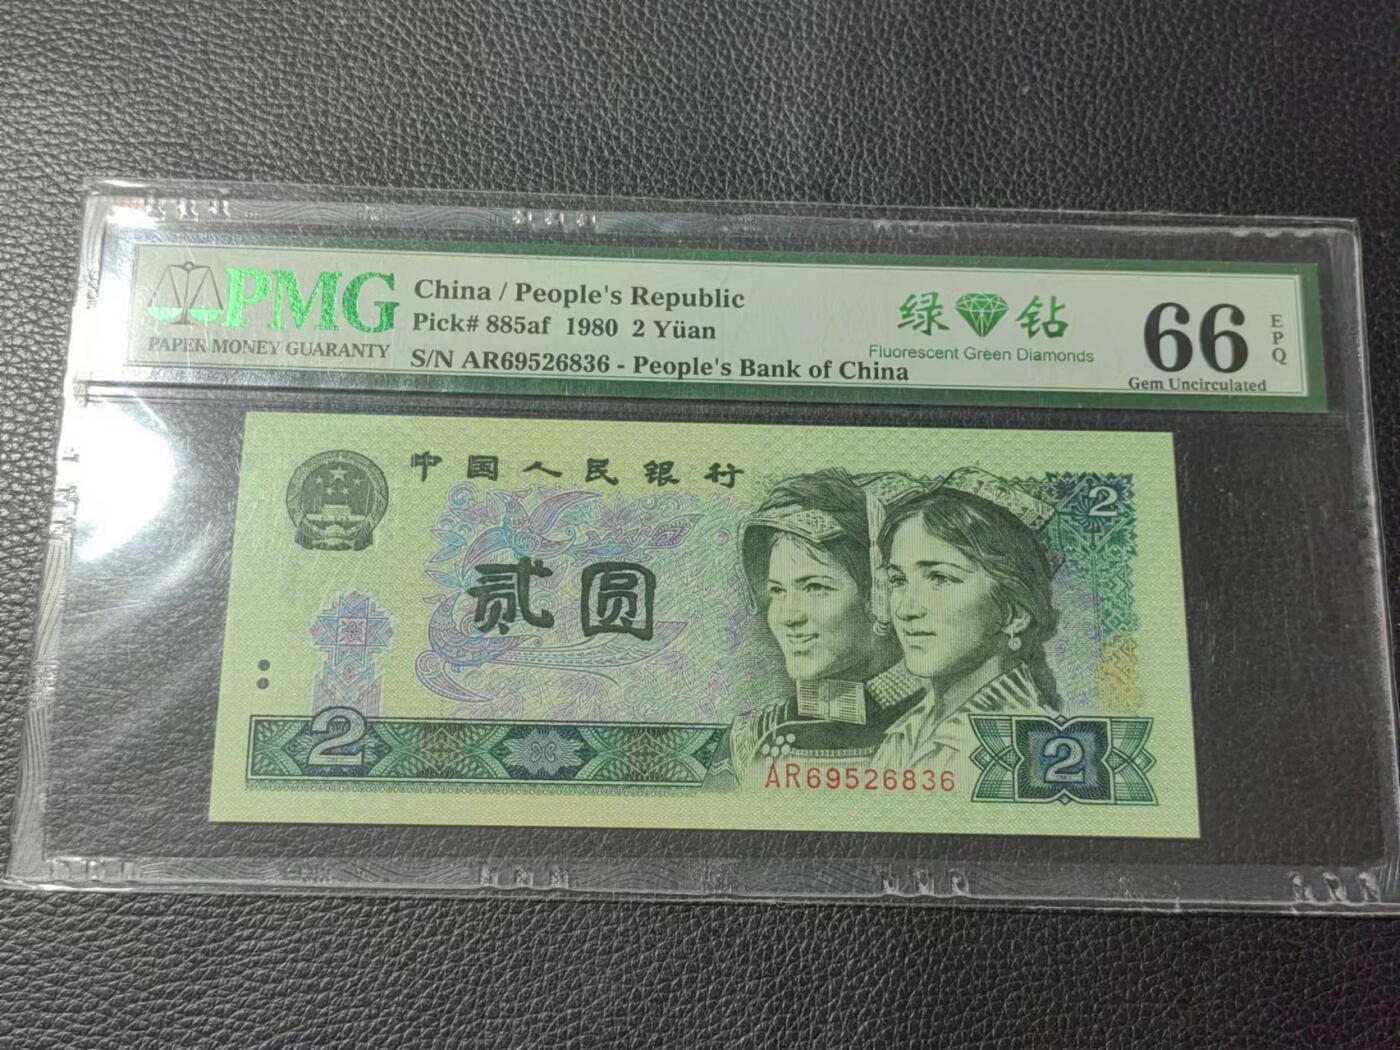 PMG
PAPER MONEY GUARANTY
China / People's Republic
Pick# 885af 1980 2 Yüan
S/N AR69526836 - People's Bank of China
绿 钻
Fluorescent Green Diamonds
66
EPQ
Gem Uncirculated
中国人民银行
2
贰圆
2
AR69526836
2